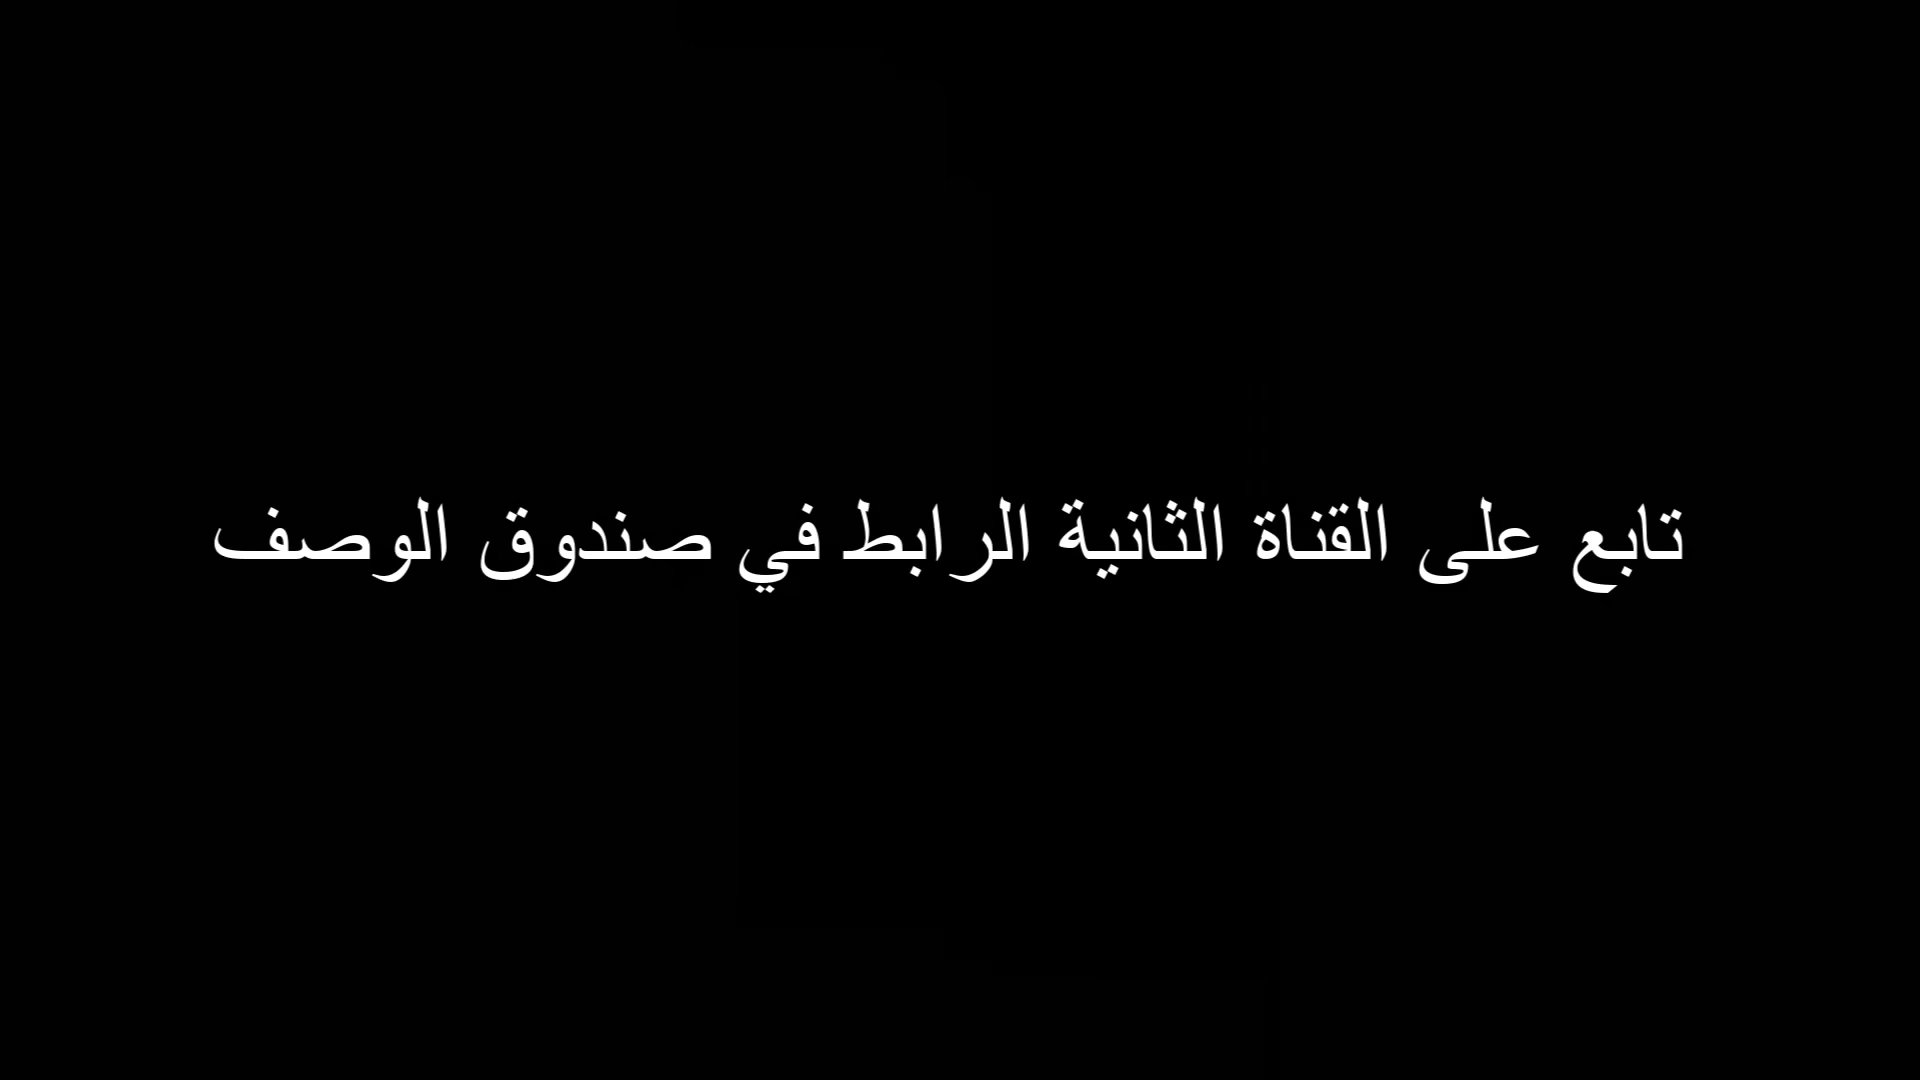 تابع على القناة الثانية الرابط في صندوق الوصف